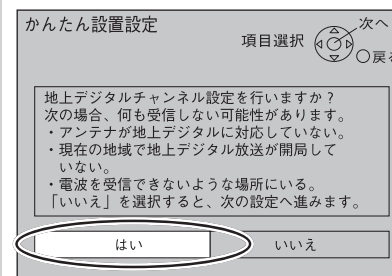 かんたん設置設定
項目選択
次へ
○戻
地上デジタルチャンネル設定を行いますか？
次の場合、何も受信しない可能性があります。
・アンテナが地上デジタルに対応していない。
・現在の地域で地上デジタル放送が開局して
いない。
・電波を受信できないような場所にいる。
「いいえ」を選択すると、次の設定へ進みます。
はい
いいえ